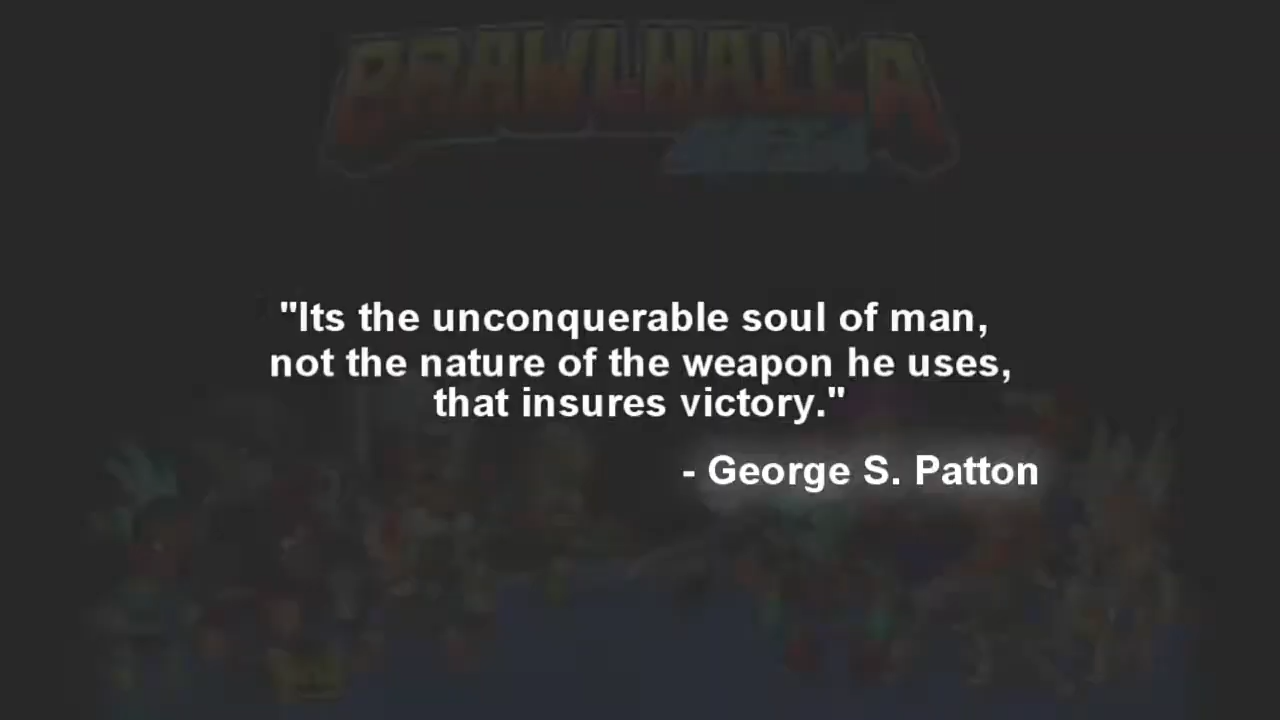 BRAWLHALLA
"Its the unconquerable soul of man,
not the nature of the weapon he uses,
that insures victory."
- George S. Patton